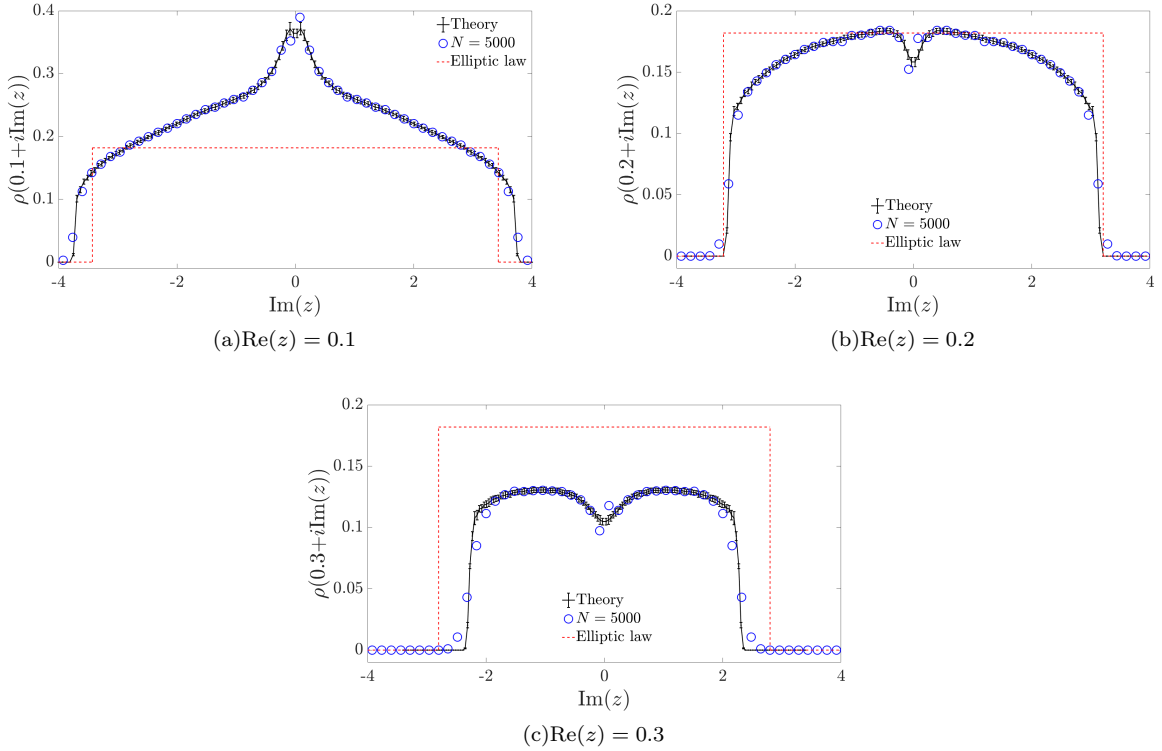 0.4
0.3
0.2
0.1
0
ρ(0.1+iIm(z))
Theory
N = 5000
Elliptic law
-4 -2 0 2 4
Im(z)
(a)Re(z) = 0.1
0.2
0.15
0.1
0.05
0
ρ(0.2+iIm(z))
Theory
N = 5000
Elliptic law
-4 -2 0 2 4
Im(z)
(b)Re(z) = 0.2
0.2
0.15
0.1
0.05
0
ρ(0.3+iIm(z))
Theory
N = 5000
Elliptic law
-4 -2 0 2 4
Im(z)
(c)Re(z) = 0.3